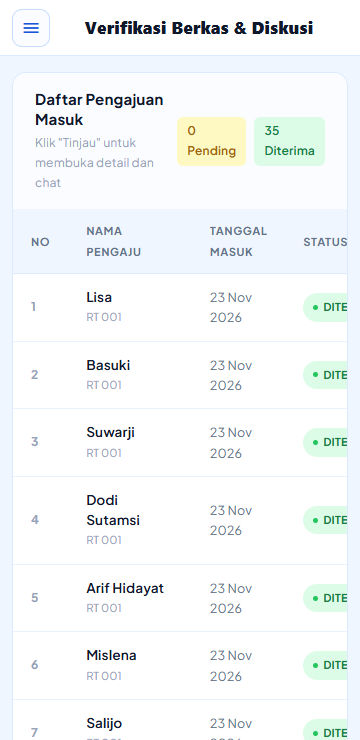 Verifikasi Berkas & Diskusi
Daftar Pengajuan
Masuk
Klik "Tinjau" untuk
membuka detail dan
chat
0
Pending
35
Diterima
NO
NAMA
PENGAJU
TANGGAL
MASUK
STATUS
1
Lisa
RT 001
23 Nov
2026
DITE
2
Basuki
RT 001
23 Nov
2026
DITE
3
Suwarji
RT 001
23 Nov
2026
DITE
4
Dodi
Sutamsi
RT 001
23 Nov
2026
DITE
5
Arif Hidayat
RT 001
23 Nov
2026
DITE
6
Mislena
RT 001
23 Nov
2026
DITE
7
Salijo
23 Nov
DITE